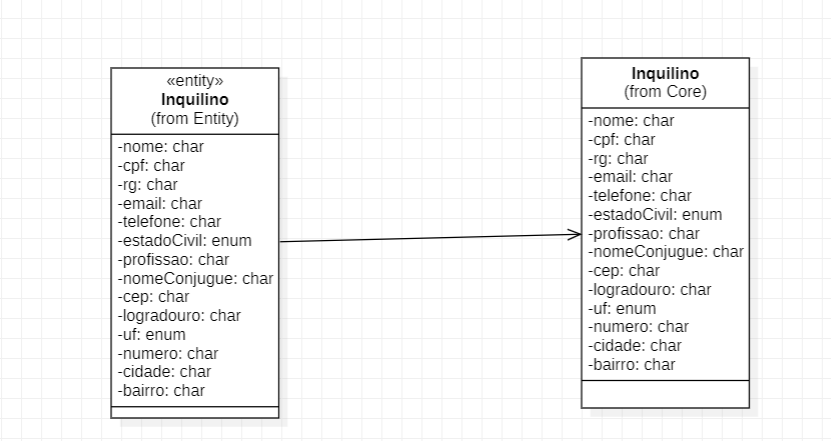 «entity»
Inquilino
(from Entity)
-nome: char
-cpf: char
-rg: char
-email: char
-telefone: char
-estadoCivil: enum
-profissao: char
-nomeConjugue: char
-cep: char
-logradouro: char
-uf: enum
-numero: char
-cidade: char
-bairro: char
Inquilino
(from Core)
-nome: char
-cpf: char
-rg: char
-email: char
-telefone: char
-estadoCivil: enum
-profissao: char
-nomeConjugue: char
-cep: char
-logradouro: char
-uf: enum
-numero: char
-cidade: char
-bairro: char